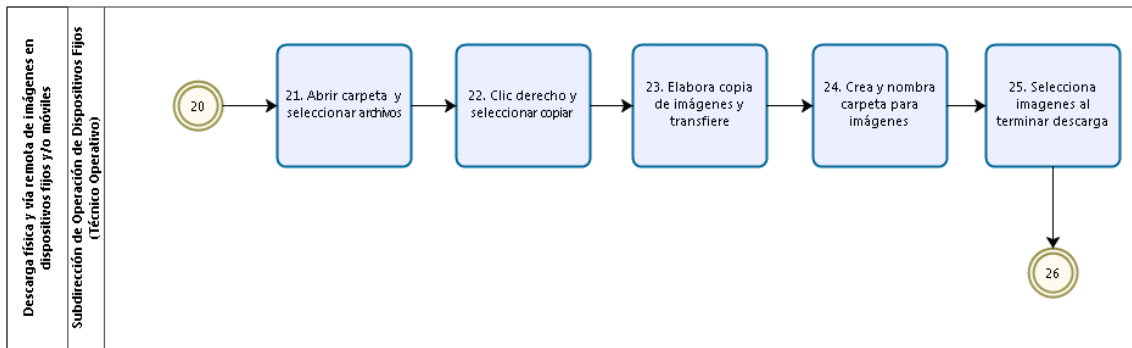 Descarga física y vía remota de imágenes en
dispositivos fijos y/o móviles
Subdirección de Operación de Dispositivos Fijos
(Técnico Operativo)
20
21. Abrir carpeta y
seleccionar archivos
22. Clic derecho y
seleccionar copiar
23. Elabora copia
de imágenes y
transfiere
24. Crea y nombra
carpeta para
imágenes
25. Selecciona
imagenes al
terminar descarga
26